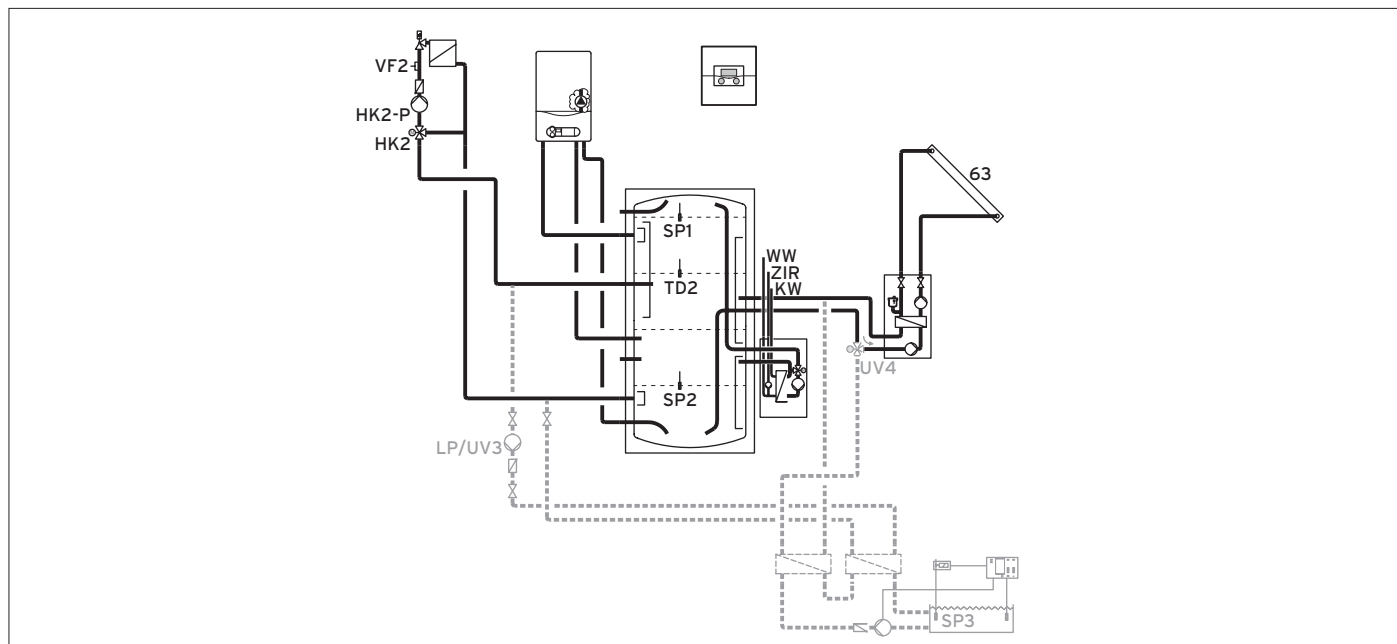 VF2
HK2-P
HK2
63
SP1
WW
ZIR
TD2
KW
UV4
SP2
LP/UV3
SP3